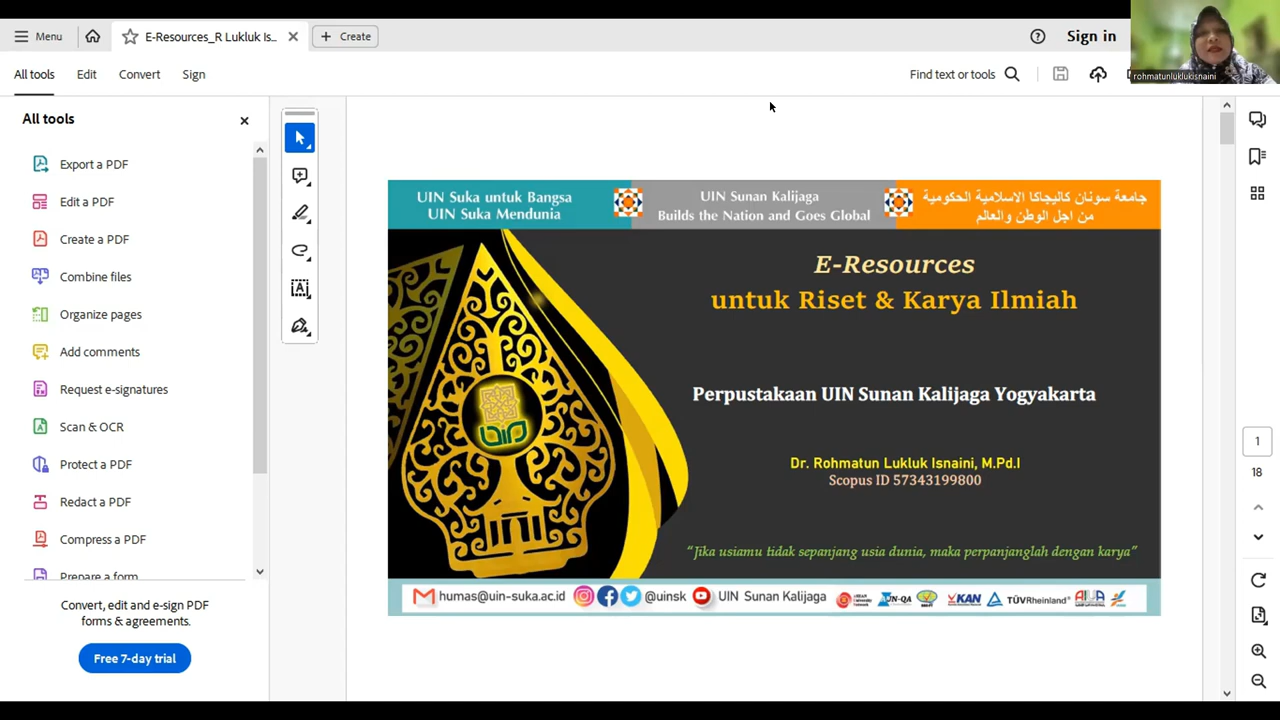 Menu
E-Resources_R Lukluk Is...
Create
Sign in
rohmatunluklukisnaini
All tools
Edit
Convert
Sign
Find text or tools
All tools
Export a PDF
Edit a PDF
Create a PDF
Combine files
Organize pages
Add comments
Request e-signatures
Scan & OCR
Protect a PDF
Redact a PDF
Compress a PDF
Prepare a form
Convert, edit and e-sign PDF
forms & agreements.
Free 7-day trial
UIN Suka untuk Bangsa
UIN Suka Mendunia
UIN Sunan Kalijaga
Builds the Nation and Goes Global
جامعة سونان كاليجاكا الاسلامية الحكومية
من اجل الوطن والعالم
E-Resources
untuk Riset & Karya Ilmiah
Perpustakaan UIN Sunan Kalijaga Yogyakarta
Dr. Rohmatun Lukluk Isnaini, M.Pd.I
Scopus ID 57343199800
“Jika usiamu tidak sepanjang usia dunia, maka perpanjanglah dengan karya”
humas@uin-suka.ac.id
@uinsk
UIN Sunan Kalijaga
KAN
TÜVRheinland
1
18